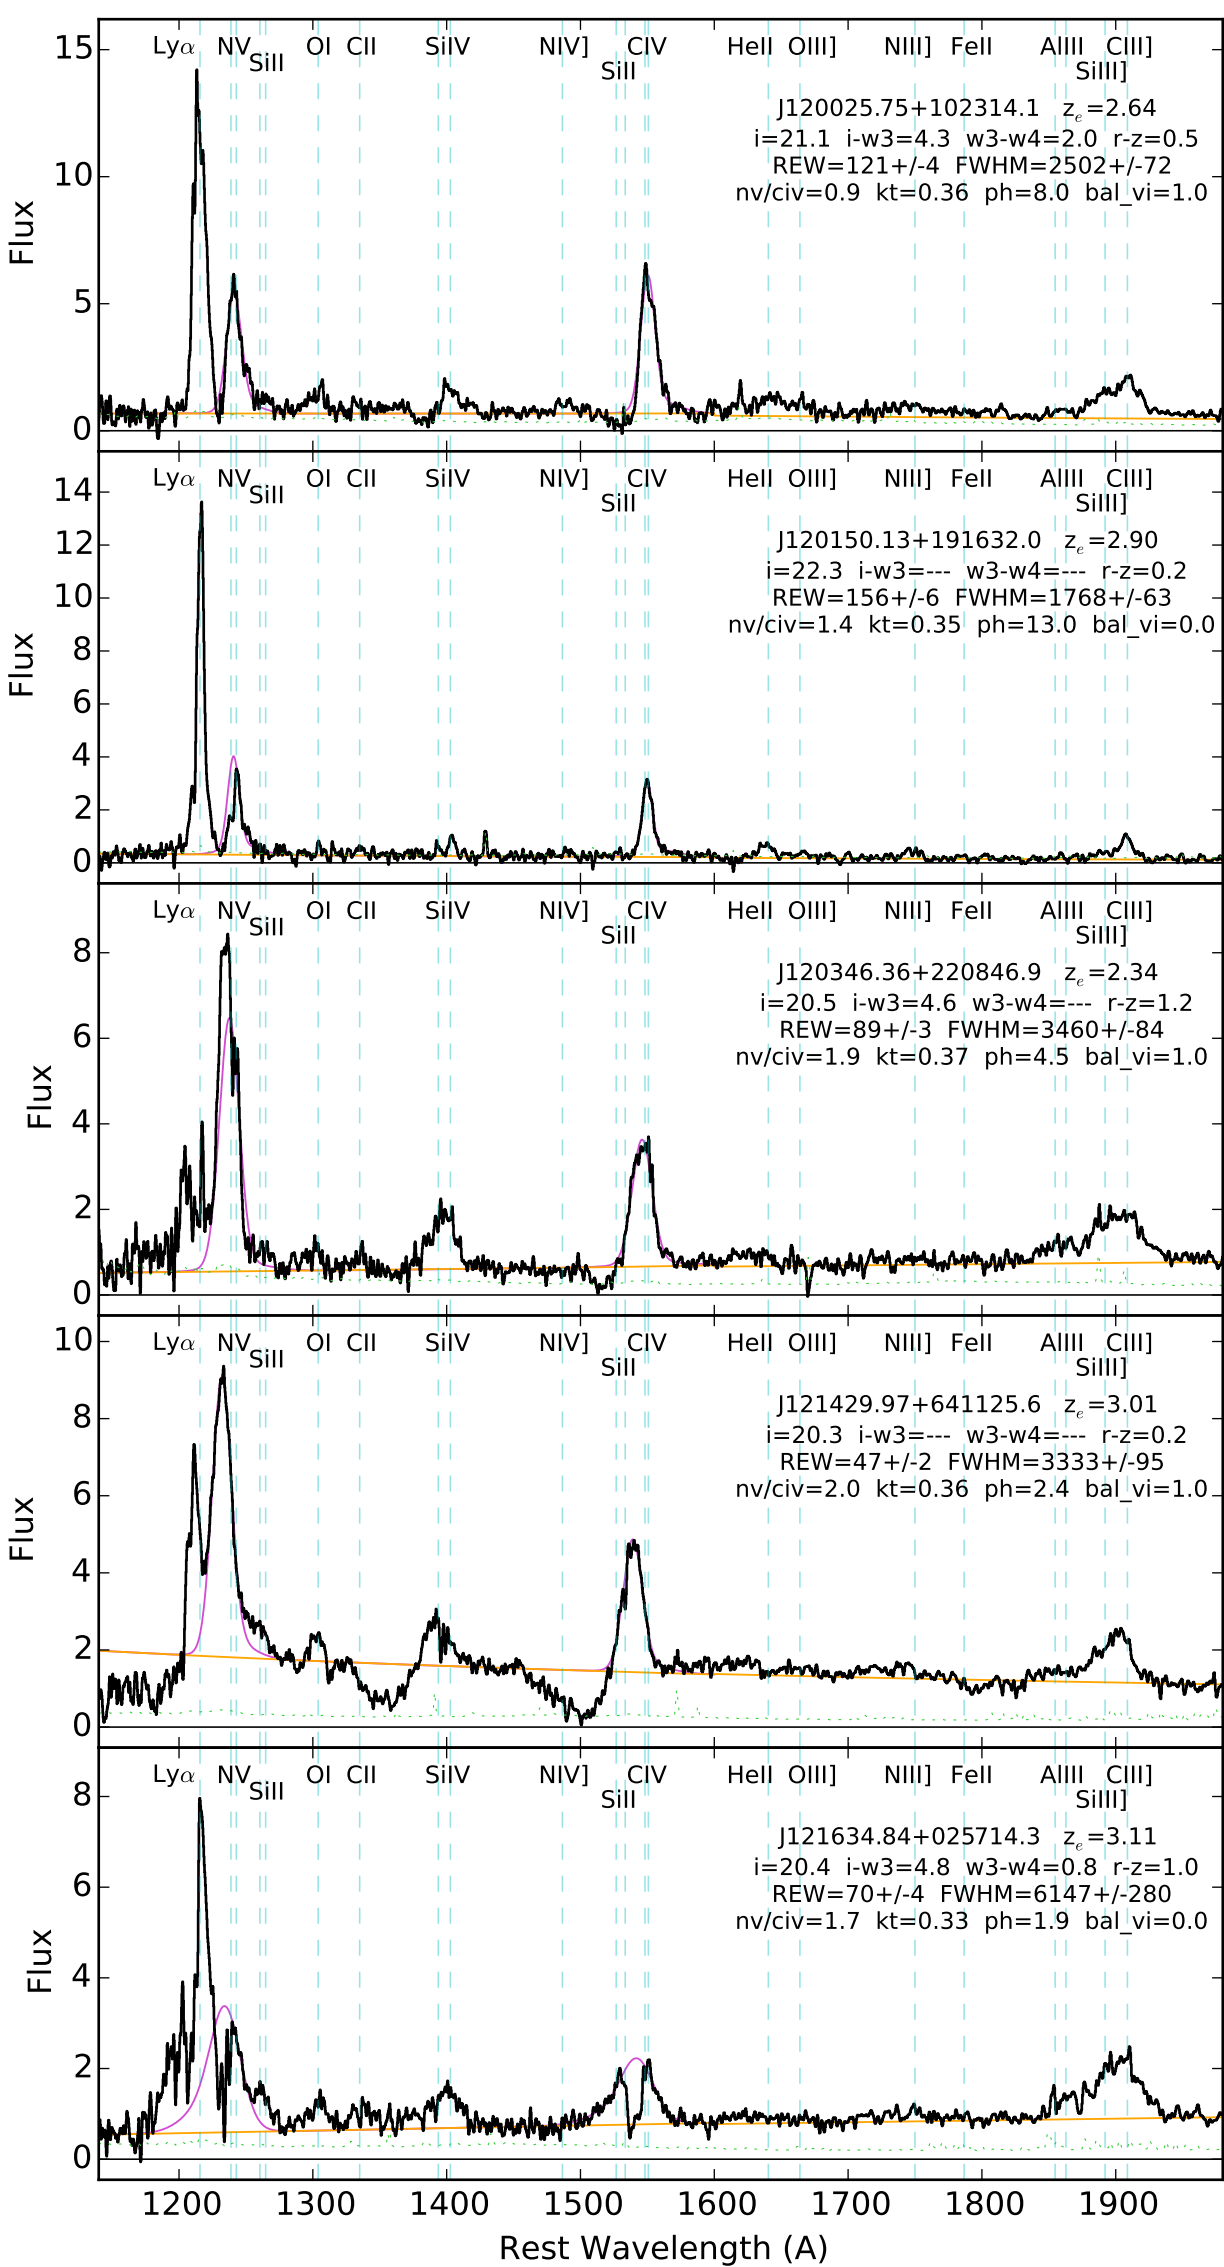 Lyα NV SiII OI CII SiIV NIV] SiII CIV HeII OIII] NIII] FeII AlIII SiIII] CIII]
J120025.75+102314.1 z_e=2.64
i=21.1 i-w3=4.3 w3-w4=2.0 r-z=0.5
REW=121+/-4 FWHM=2502+/-72
nv/civ=0.9 kt=0.36 ph=8.0 bal_vi=1.0
15
10
5
0
Flux
Lyα NV SiII OI CII SiIV NIV] SiII CIV HeII OIII] NIII] FeII AlIII SiIII] CIII]
J120150.13+191632.0 z_e=2.90
i=22.3 i-w3=--- w3-w4=--- r-z=0.2
REW=156+/-6 FWHM=1768+/-63
nv/civ=1.4 kt=0.35 ph=13.0 bal_vi=0.0
14
12
10
8
6
4
2
0
Flux
Lyα NV SiII OI CII SiIV NIV] SiII CIV HeII OIII] NIII] FeII AlIII SiIII] CIII]
J120346.36+220846.9 z_e=2.34
i=20.5 i-w3=4.6 w3-w4=--- r-z=1.2
REW=89+/-3 FWHM=3460+/-84
nv/civ=1.9 kt=0.37 ph=4.5 bal_vi=1.0
8
6
4
2
0
Flux
Lyα NV SiII OI CII SiIV NIV] SiII CIV HeII OIII] NIII] FeII AlIII SiIII] CIII]
J121429.97+641125.6 z_e=3.01
i=20.3 i-w3=--- w3-w4=--- r-z=0.2
REW=47+/-2 FWHM=3333+/-95
nv/civ=2.0 kt=0.36 ph=2.4 bal_vi=1.0
10
8
6
4
2
0
Flux
Lyα NV SiII OI CII SiIV NIV] SiII CIV HeII OIII] NIII] FeII AlIII SiIII] CIII]
J121634.84+025714.3 z_e=3.11
i=20.4 i-w3=4.8 w3-w4=0.8 r-z=1.0
REW=70+/-4 FWHM=6147+/-280
nv/civ=1.7 kt=0.33 ph=1.9 bal_vi=0.0
8
6
4
2
0
Flux
1200 1300 1400 1500 1600 1700 1800 1900
Rest Wavelength (A)